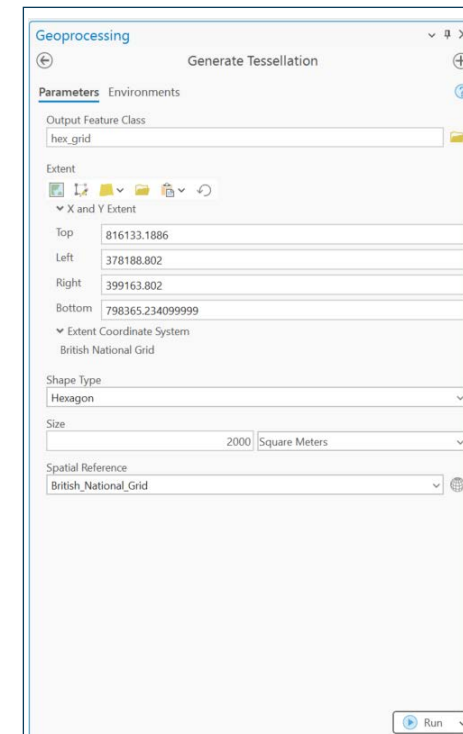 Geoprocessing
Generate Tessellation
Parameters Environments
Output Feature Class
hex_grid
Extent
X and Y Extent
Top 816133.1886
Left 378188.802
Right 399163.802
Bottom 798365.234099999
Extent Coordinate System
British National Grid
Shape Type
Hexagon
Size
2000 Square Meters
Spatial Reference
British_National_Grid
Run